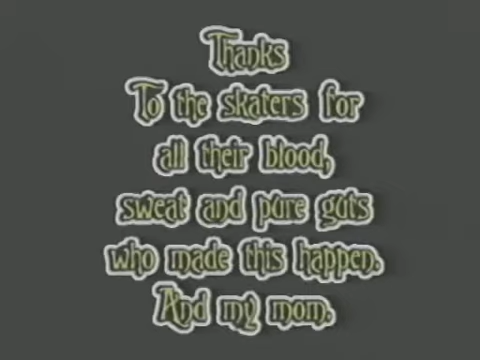 Thanks
To the skaters for
all their blood,
sweat and pure guts
who made this happen.
And my mom.